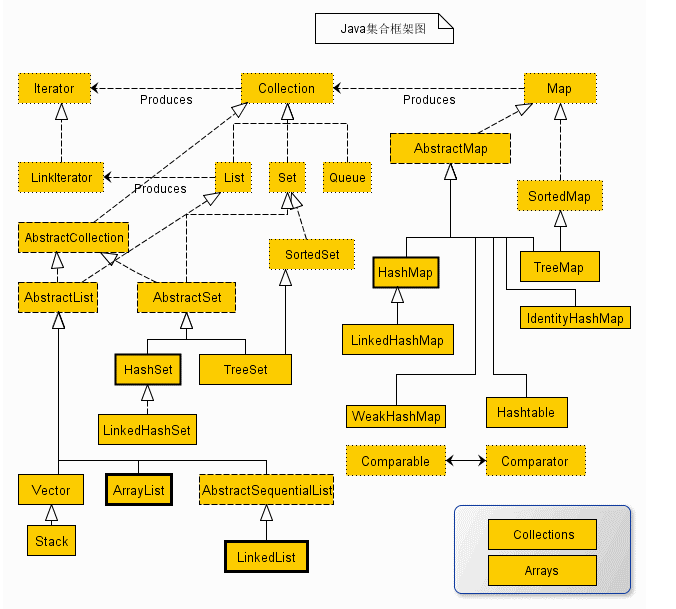 Java集合框架图
Iterator
Collection
Map
Produces
Produces
AbstractMap
LinkIterator
List
Set
Queue
Produces
SortedMap
AbstractCollection
SortedSet
HashMap
TreeMap
AbstractList
AbstractSet
IdentityHashMap
LinkedHashMap
HashSet
TreeSet
WeakHashMap
Hashtable
LinkedHashSet
Comparable
Comparator
Vector
ArrayList
AbstractSequentialList
Stack
LinkedList
Collections
Arrays